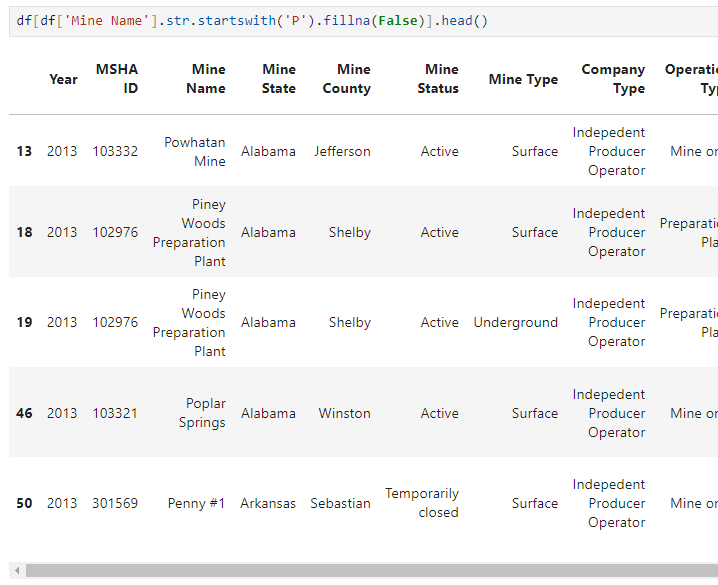 df[df['Mine Name'].str.startswith('P').fillna(False)].head()
Year MSHA ID Mine Name Mine State Mine County Mine Status Mine Type Company Type Operati Ty
13 2013 103332 Powhatan Mine Alabama Jefferson Active Surface Indepedent Producer Operator Mine or
18 2013 102976 Piney Woods Preparation Plant Alabama Shelby Active Surface Indepedent Producer Operator Preparati Pla
19 2013 102976 Piney Woods Preparation Plant Alabama Shelby Active Underground Indepedent Producer Operator Preparati Pla
46 2013 103321 Poplar Springs Alabama Winston Active Surface Indepedent Producer Operator Mine or
50 2013 301569 Penny #1 Arkansas Sebastian Temporarily closed Surface Indepedent Producer Operator Mine or